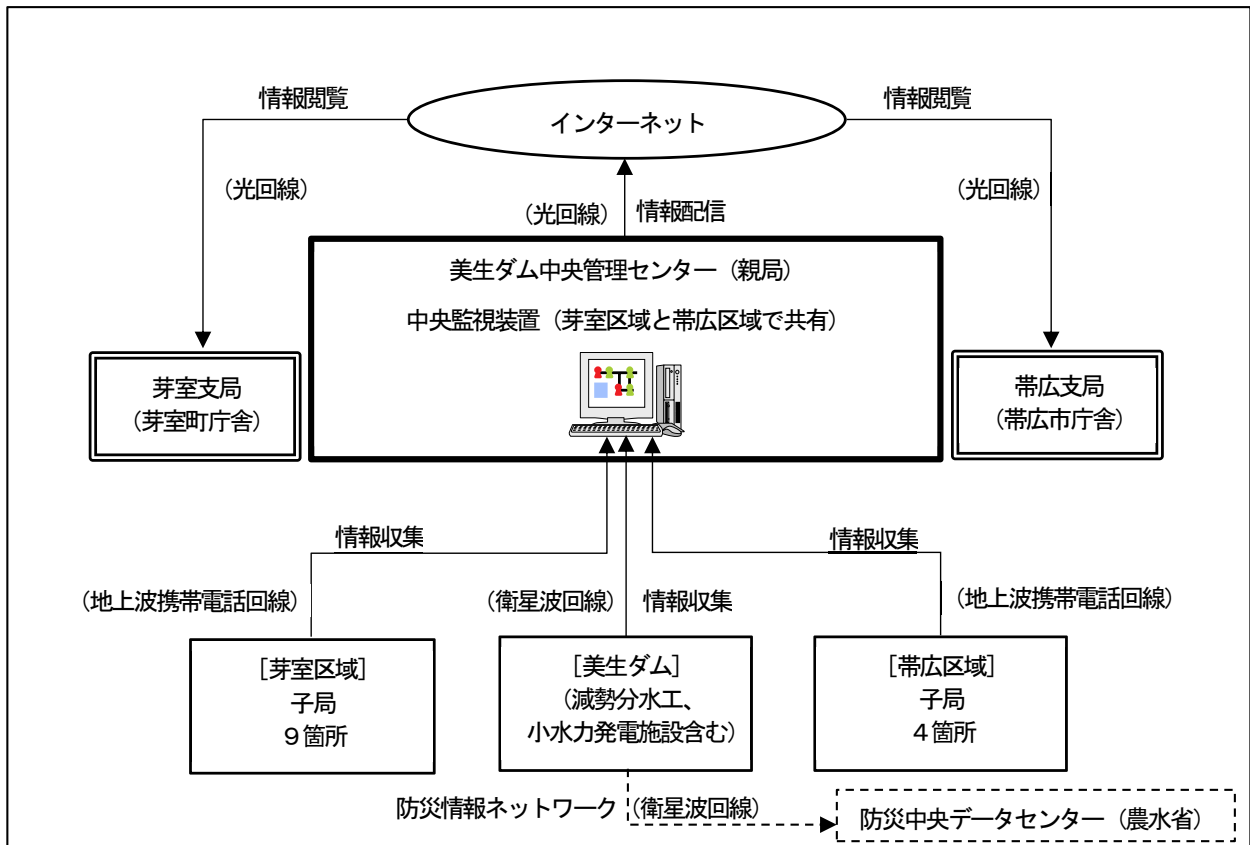 情報閲覧
情報閲覧
インターネット
（光回線）
（光回線）
（光回線）
情報配信
美生ダム中央管理センター（親局）
中央監視装置（芽室区域と帯広区域で共有）
芽室支局
（芽室町庁舎）
帯広支局
（帯広市庁舎）
情報収集
情報収集
（地上波携帯電話回線）
（衛星波回線）
情報収集
（地上波携帯電話回線）
［芽室区域］
子局
９箇所
［美生ダム］
（減勢分水工、
小水力発電施設含む）
［帯広区域］
子局
４箇所
防災情報ネットワーク
（衛星波回線）
防災中央データセンター（農水省）